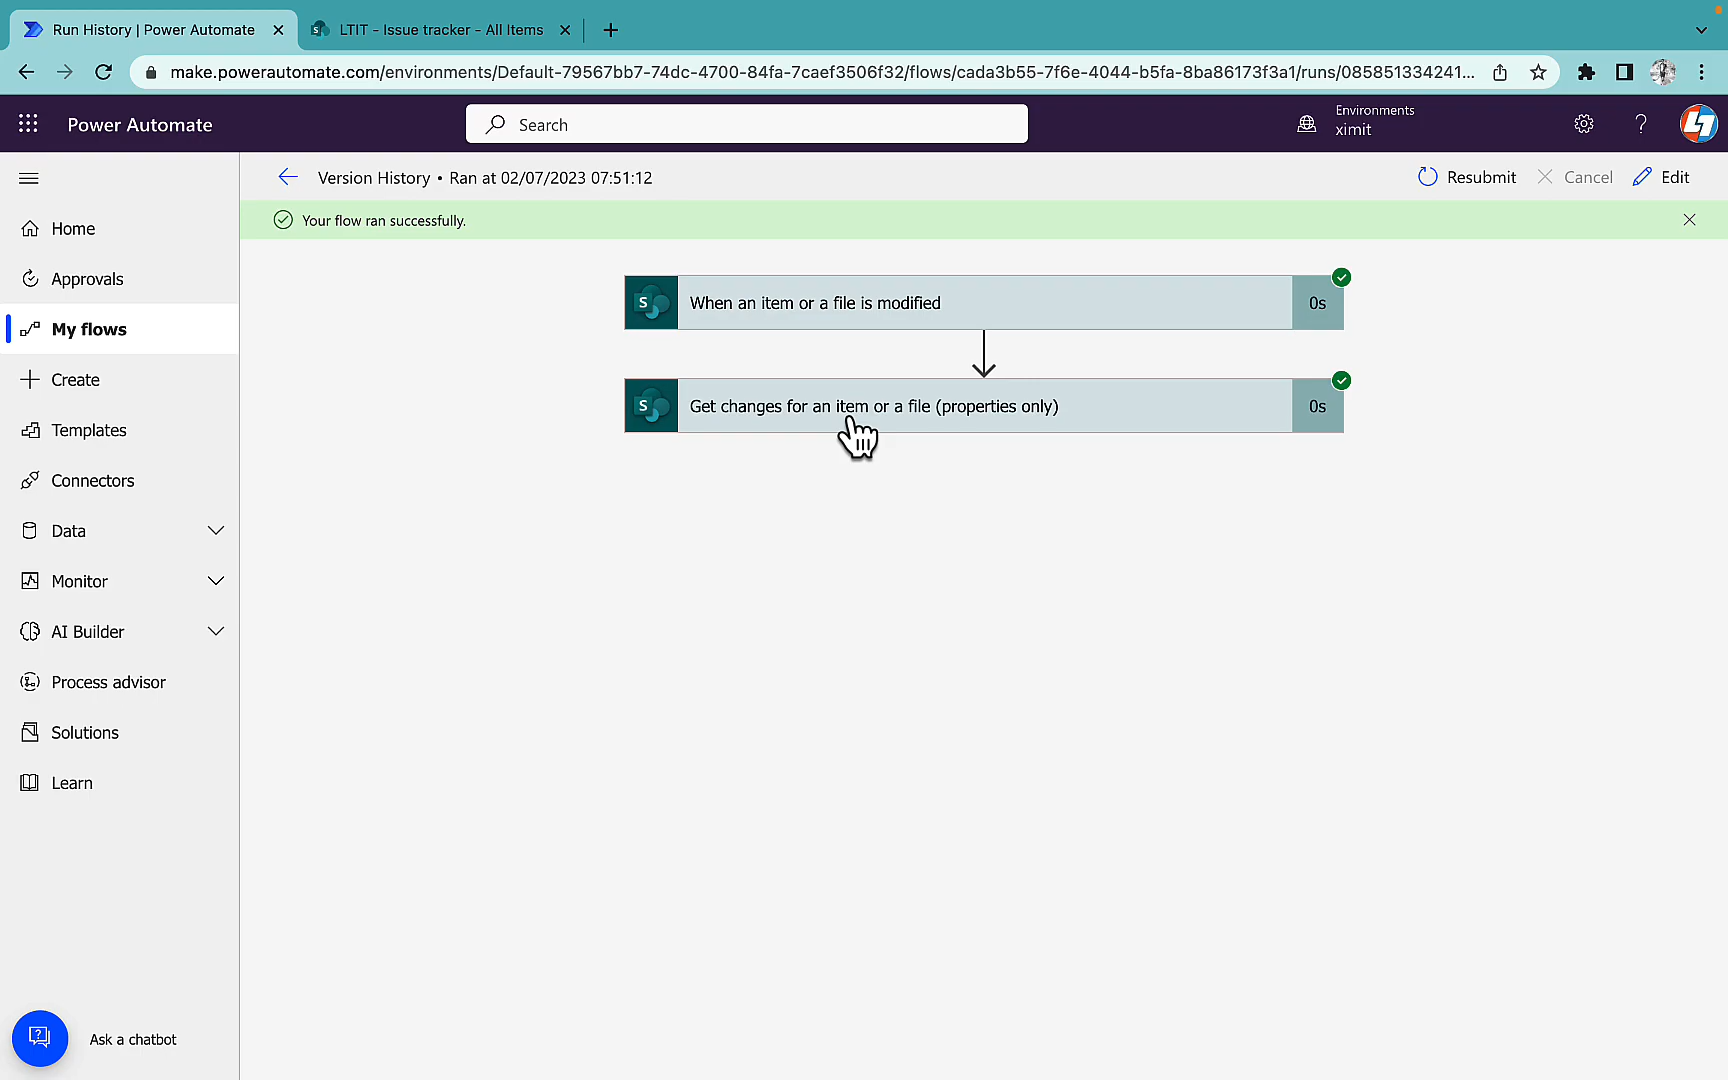 Run History | Power Automate
LTIT - Issue tracker - All Items
make.powerautomate.com/environments/Default-79567bb7-74dc-4700-84fa-7caef3506f32/flows/cada3b55-7f6e-4044-b5fa-8ba86173f3a1/runs/085851334241...
Power Automate
Search
Environments
ximit
Version History • Ran at 02/07/2023 07:51:12
Resubmit
Cancel
Edit
Your flow ran successfully.
Home
Approvals
My flows
Create
Templates
Connectors
Data
Monitor
AI Builder
Process advisor
Solutions
Learn
Ask a chatbot
S
When an item or a file is modified
0s
S
Get changes for an item or a file (properties only)
0s